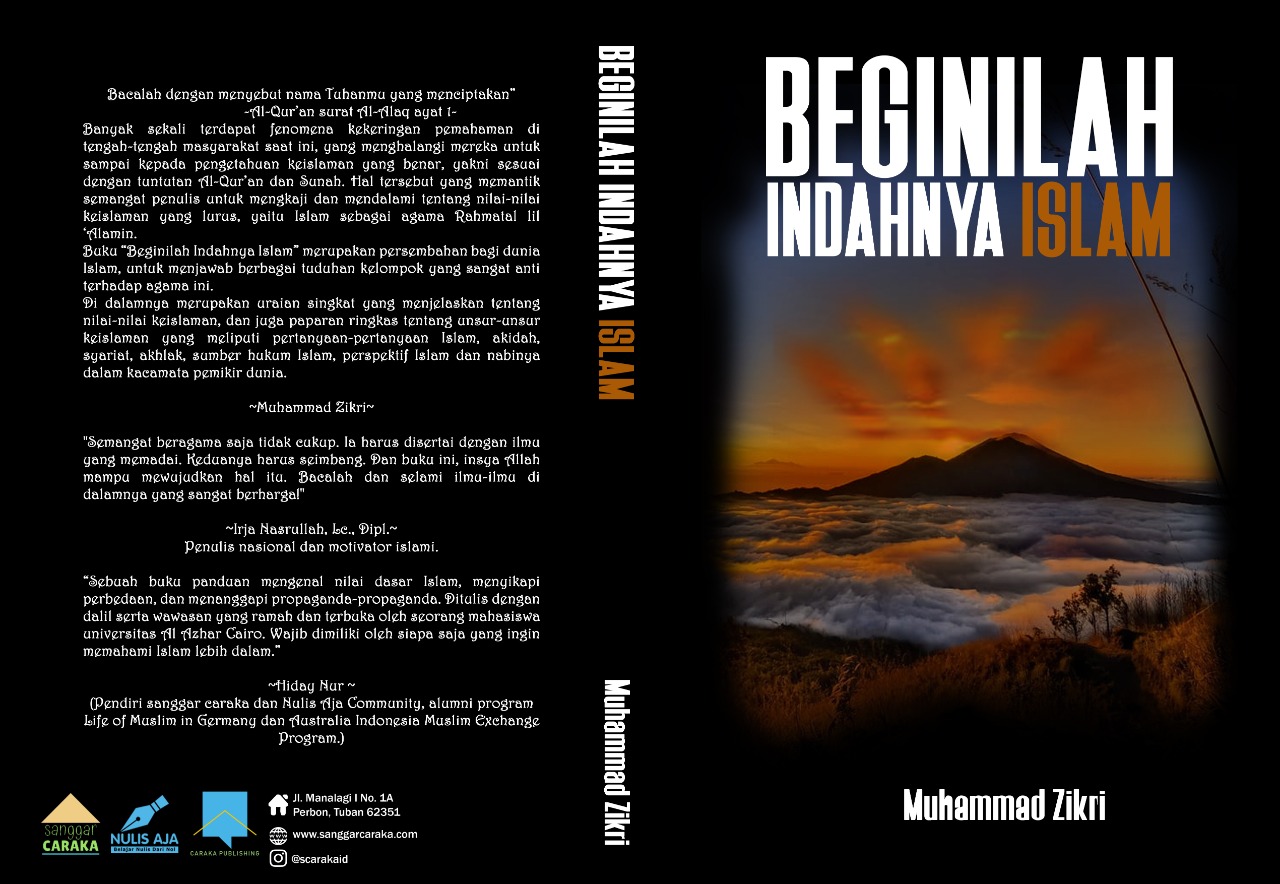 Bacalah dengan menyebut nama Tuhanmu yang menciptakan"
-Al-Qur'an surat Al-Alaq ayat 1-
Banyak sekali terdapat fenomena kekeringan pemahaman di
tengah-tengah masyarakat saat ini, yang menghalangi mereka untuk
sampai kepada pengetahuan keislaman yang benar, yakni sesuai
dengan tuntutan Al-Qur'an dan Sunah. Hal tersebut yang memantik
semangat penulis untuk mengkaji dan mendalami tentang nilai-nilai
keislaman yang lurus, yaitu Islam sebagai agama Rahmatal lil
'Alamin.
Buku "Beginilah Indahnya Islam" merupakan persembahan bagi dunia
Islam, untuk menjawab berbagai tuduhan kelompok yang sangat anti
terhadap agama ini.
Di dalamnya merupakan uraian singkat yang menjelaskan tentang
nilai-nilai keislaman, dan juga paparan ringkas tentang unsur-unsur
keislaman yang meliputi pertanyaan-pertanyaan Islam, akidah,
syariat, akhlak, sumber hukum Islam, perspektif Islam dan nabinya
dalam kacamata pemikir dunia.
~Muhammad Zikri~
"Semangat beragama saja tidak cukup. Ia harus disertai dengan ilmu
yang memadai. Keduanya harus seimbang. Dan buku ini, insya Allah
mampu mewujudkan hal itu. Bacalah dan selami ilmu-ilmu di
dalamnya yang sangat berharga!"
~Irja Nasrullah, Lc., Dipl.~
Penulis nasional dan motivator islami.
"Sebuah buku panduan mengenal nilai dasar Islam, menyikapi
perbedaan, dan menanggapi propaganda-propaganda. Ditulis dengan
dalil serta wawasan yang ramah dan terbuka oleh seorang mahasiswa
universitas Al Azhar Cairo. Wajib dimiliki oleh siapa saja yang ingin
memahami Islam lebih dalam."
~Hiday Nur ~
(Pendiri sanggar caraka dan Nulis Aja Community, alumni program
Life of Muslim in Germany dan Australia Indonesia Muslim Exchange
Program.)
sanggar
CARAKA
NULIS AJA
Belajar Nulis Dari Nol
CARAKA PUBLISHING
Jl. Manalagi I No. 1A
Perbon, Tuban 62351
www.sanggarcaraka.com
@scarakaid
BEGINILAH INDAHNYA ISLAM
Muhammad Zikri
BEGINILAH
INDAHNYA ISLAM
Muhammad Zikri